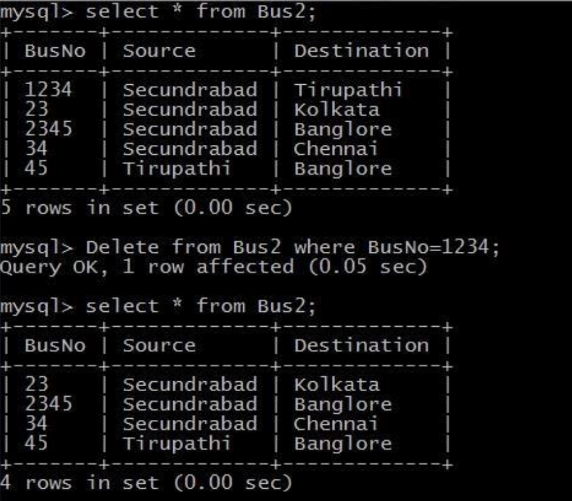 mysql> select * from Bus2;
+-------+-------------+-------------+
| BusNo | Source      | Destination |
+-------+-------------+-------------+
| 1234  | Secundrabad | Tirupathi   |
| 23    | Secundrabad | Kolkata     |
| 2345  | Secundrabad | Banglore    |
| 34    | Secundrabad | Chennai     |
| 45    | Tirupathi   | Banglore    |
+-------+-------------+-------------+
5 rows in set (0.00 sec)
mysql> Delete from Bus2 where BusNo=1234;
Query OK, 1 row affected (0.05 sec)
mysql> select * from Bus2;
+-------+-------------+-------------+
| BusNo | Source      | Destination |
+-------+-------------+-------------+
| 23    | Secundrabad | Kolkata     |
| 2345  | Secundrabad | Banglore    |
| 34    | Secundrabad | Chennai     |
| 45    | Tirupathi   | Banglore    |
+-------+-------------+-------------+
4 rows in set (0.00 sec)